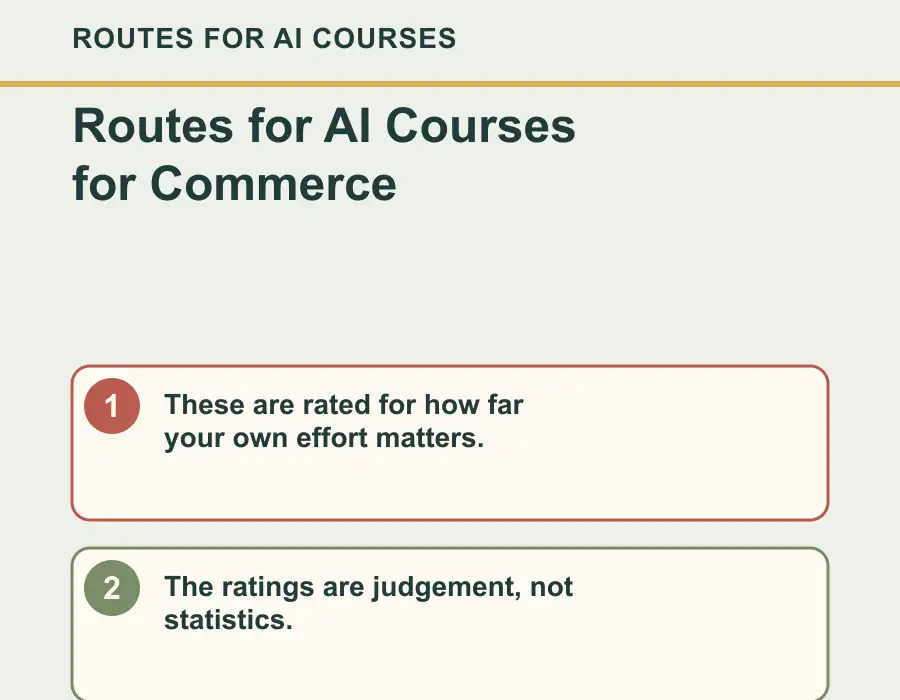 ROUTES FOR AI COURSES
Routes for AI Courses
for Commerce
1
These are rated for how far
your own effort matters.
2
The ratings are judgement, not
statistics.